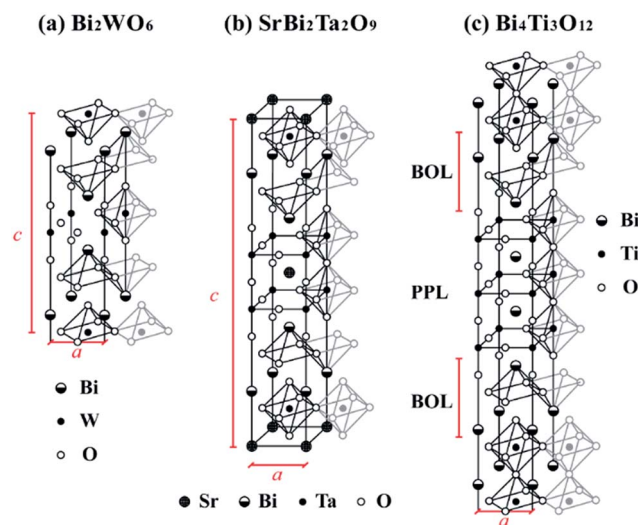 (a) Bi₂WO₆
(b) SrBi₂Ta₂O₉
(c) Bi₄Ti₃O₁₂
c
a
Bi
W
O
c
a
Sr Bi Ta O
BOL
PPL
BOL
a
Bi
Ti
O